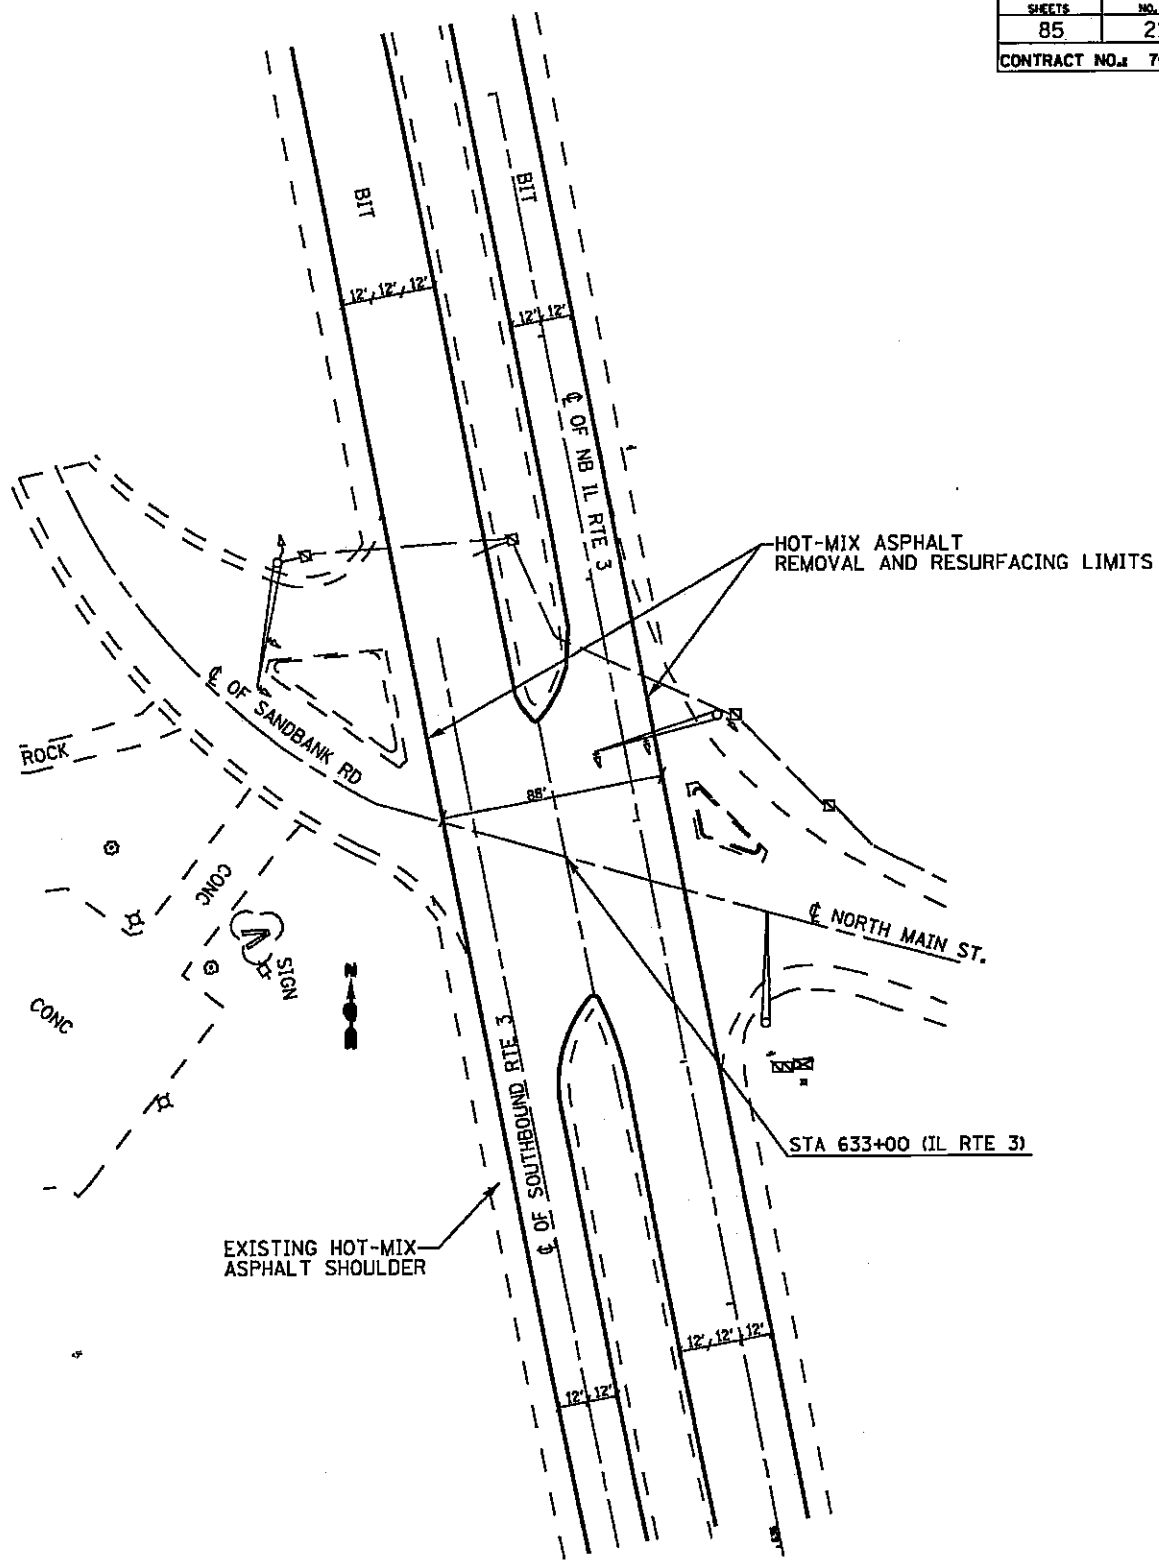 SHEETS NO.
85
CONTRACT NO.:
BIT
BIT
12' 12' 12'
12' 12'
℄ OF NB IL RTE 3
HOT-MIX ASPHALT
REMOVAL AND RESURFACING LIMITS
℄ OF SANDBANK RD
ROCK
℄ NORTH MAIN ST.
CONC
SIGN
N
CONC
℄ OF SOUTHBOUND RTE 3
STA 633+00 (IL RTE 3)
EXISTING HOT-MIX
ASPHALT SHOULDER
12' 12' 12'
12' 12'